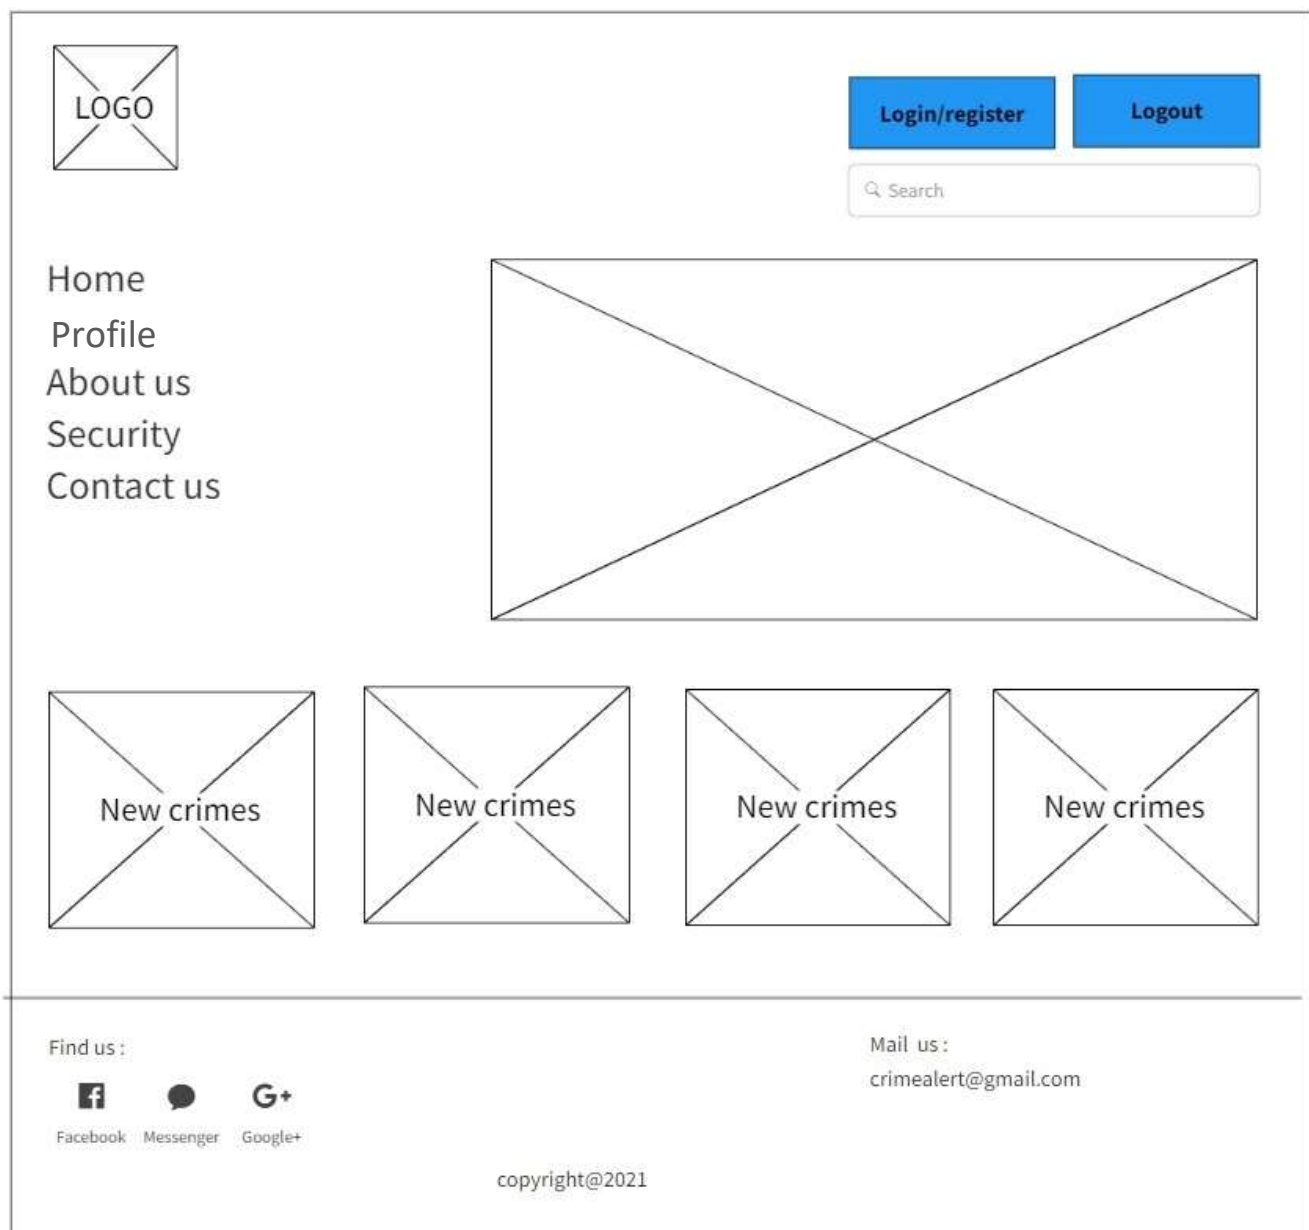 LOGO
Login/register
Logout
Search
Home
Profile
About us
Security
Contact us
New crimes
New crimes
New crimes
New crimes
Find us :
Facebook
Messenger
G+
Google+
Mail us :
crimealert@gmail.com
copyright@2021